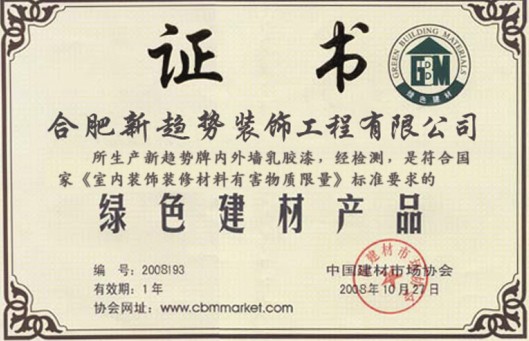 证 书
GREEN BUILDING MATERIALS
绿色建材
合肥新趋势装饰工程有限公司
所生产新趋势牌内外墙乳胶漆，经检测，是符合国
家《室内装饰装修材料有害物质限量》标准要求的
绿色建材产品
编 号：2008193
有效期：1 年
协会网址：www.cbmmarket.com
中国建材市场协会
2008年10月27日